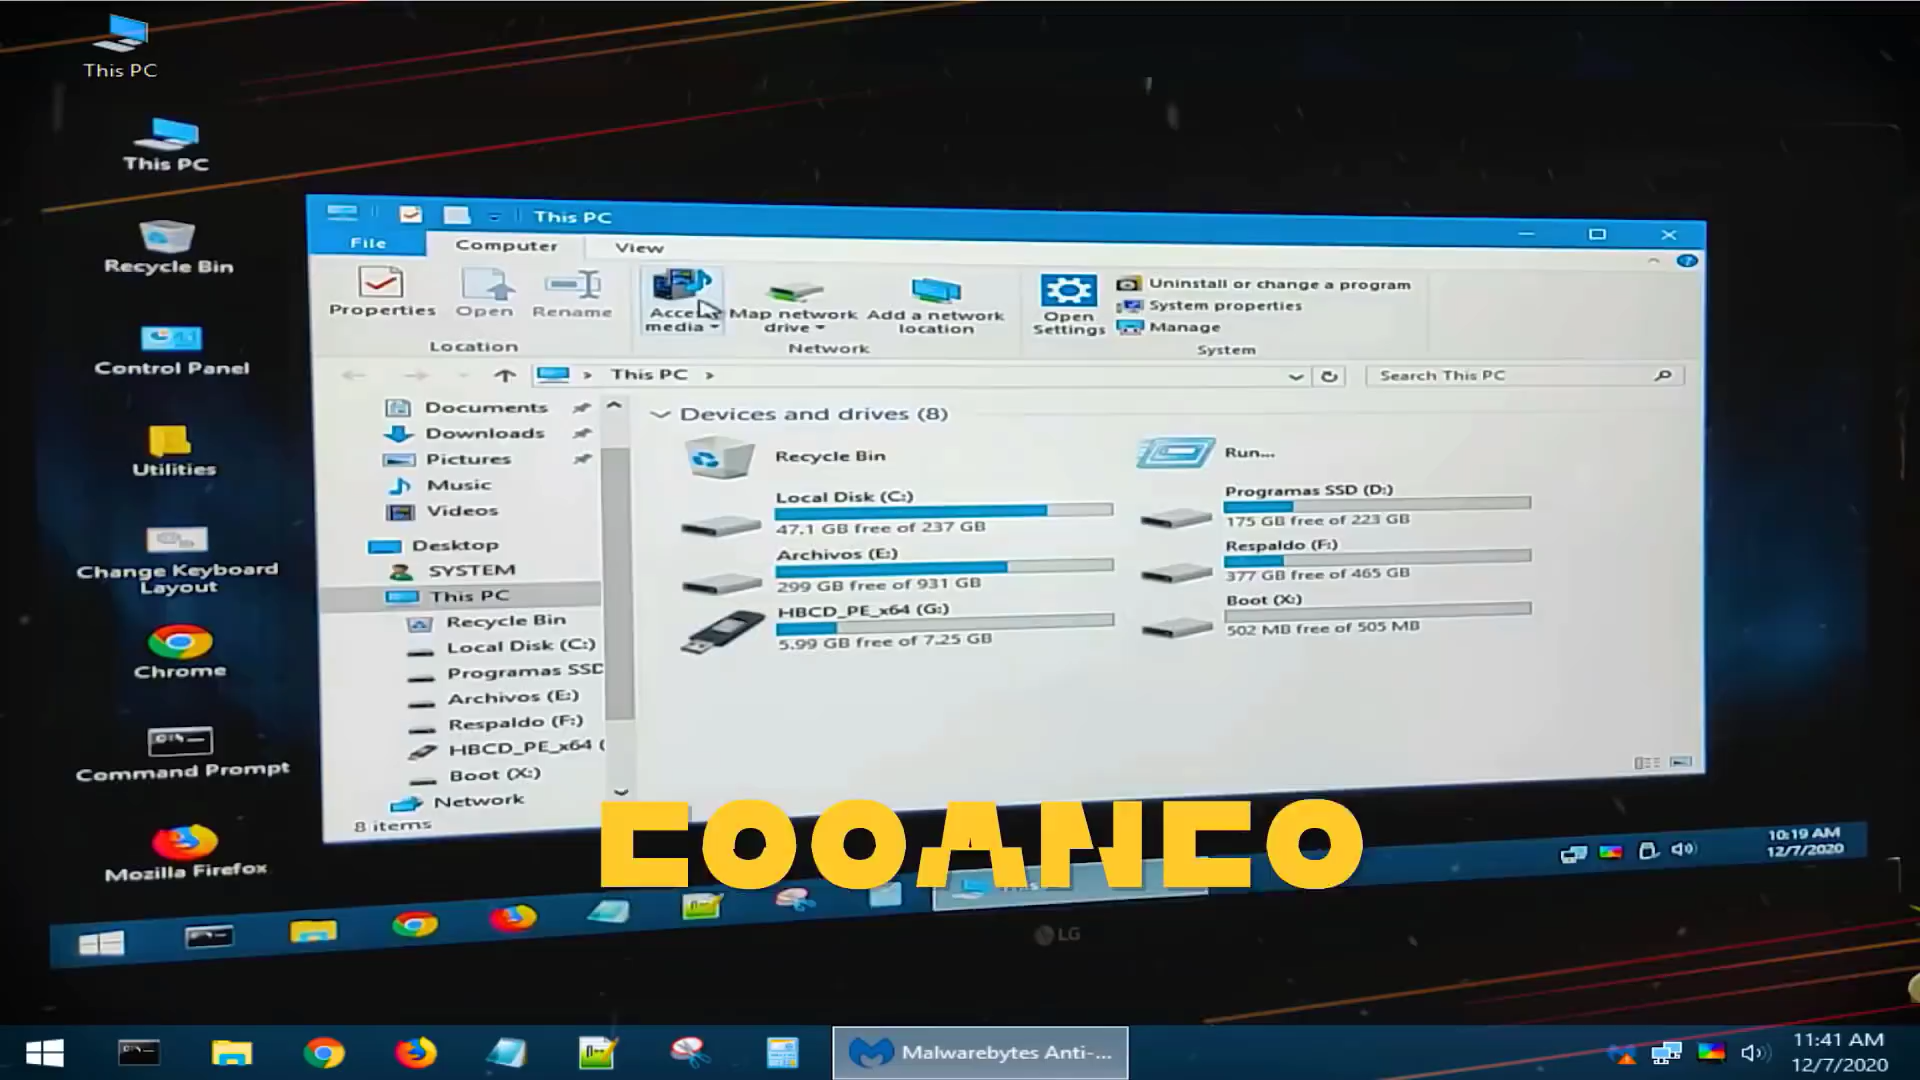 This PC
This PC
Recycle Bin
Control Panel
Utilities
Change Keyboard
Layout
Chrome
Command Prompt
Mozilla Firefox
This PC
File
Computer
View
Properties
Open
Rename
Location
Access
media
Map network
drive
Add a network
location
Network
Open
Settings
Uninstall or change a program
System properties
Manage
System
This PC
Search This PC
Documents
Downloads
Pictures
Music
Videos
Desktop
SYSTEM
This PC
Recycle Bin
Local Disk (C:)
Programas SSD
Archivos (E:)
Respaldo (F:)
HBCD_PE_x64 (
Boot (X:)
Network
8 items
Devices and drives (8)
Recycle Bin
Run...
Local Disk (C:)
47.1 GB free of 237 GB
Programas SSD (D:)
175 GB free of 223 GB
Archivos (E:)
299 GB free of 931 GB
Respaldo (F:)
377 GB free of 465 GB
HBCD_PE_x64 (G:)
5.99 GB free of 7.25 GB
Boot (X:)
502 MB free of 505 MB
10:19 AM
12/7/2020
LG
Malwarebytes Anti-...
11:41 AM
12/7/2020